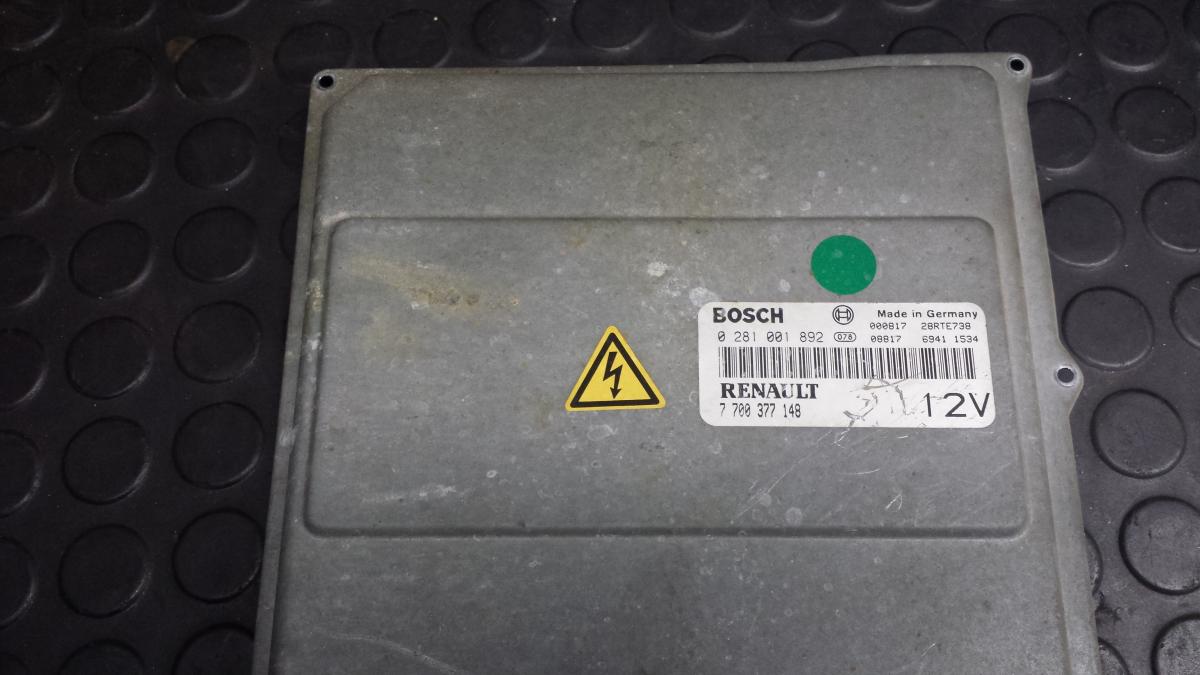 BOSCH Made in Germany
000817 28RTE738
0 281 001 892 078 08817 6941 1534
RENAULT
7 700 377 148 12V